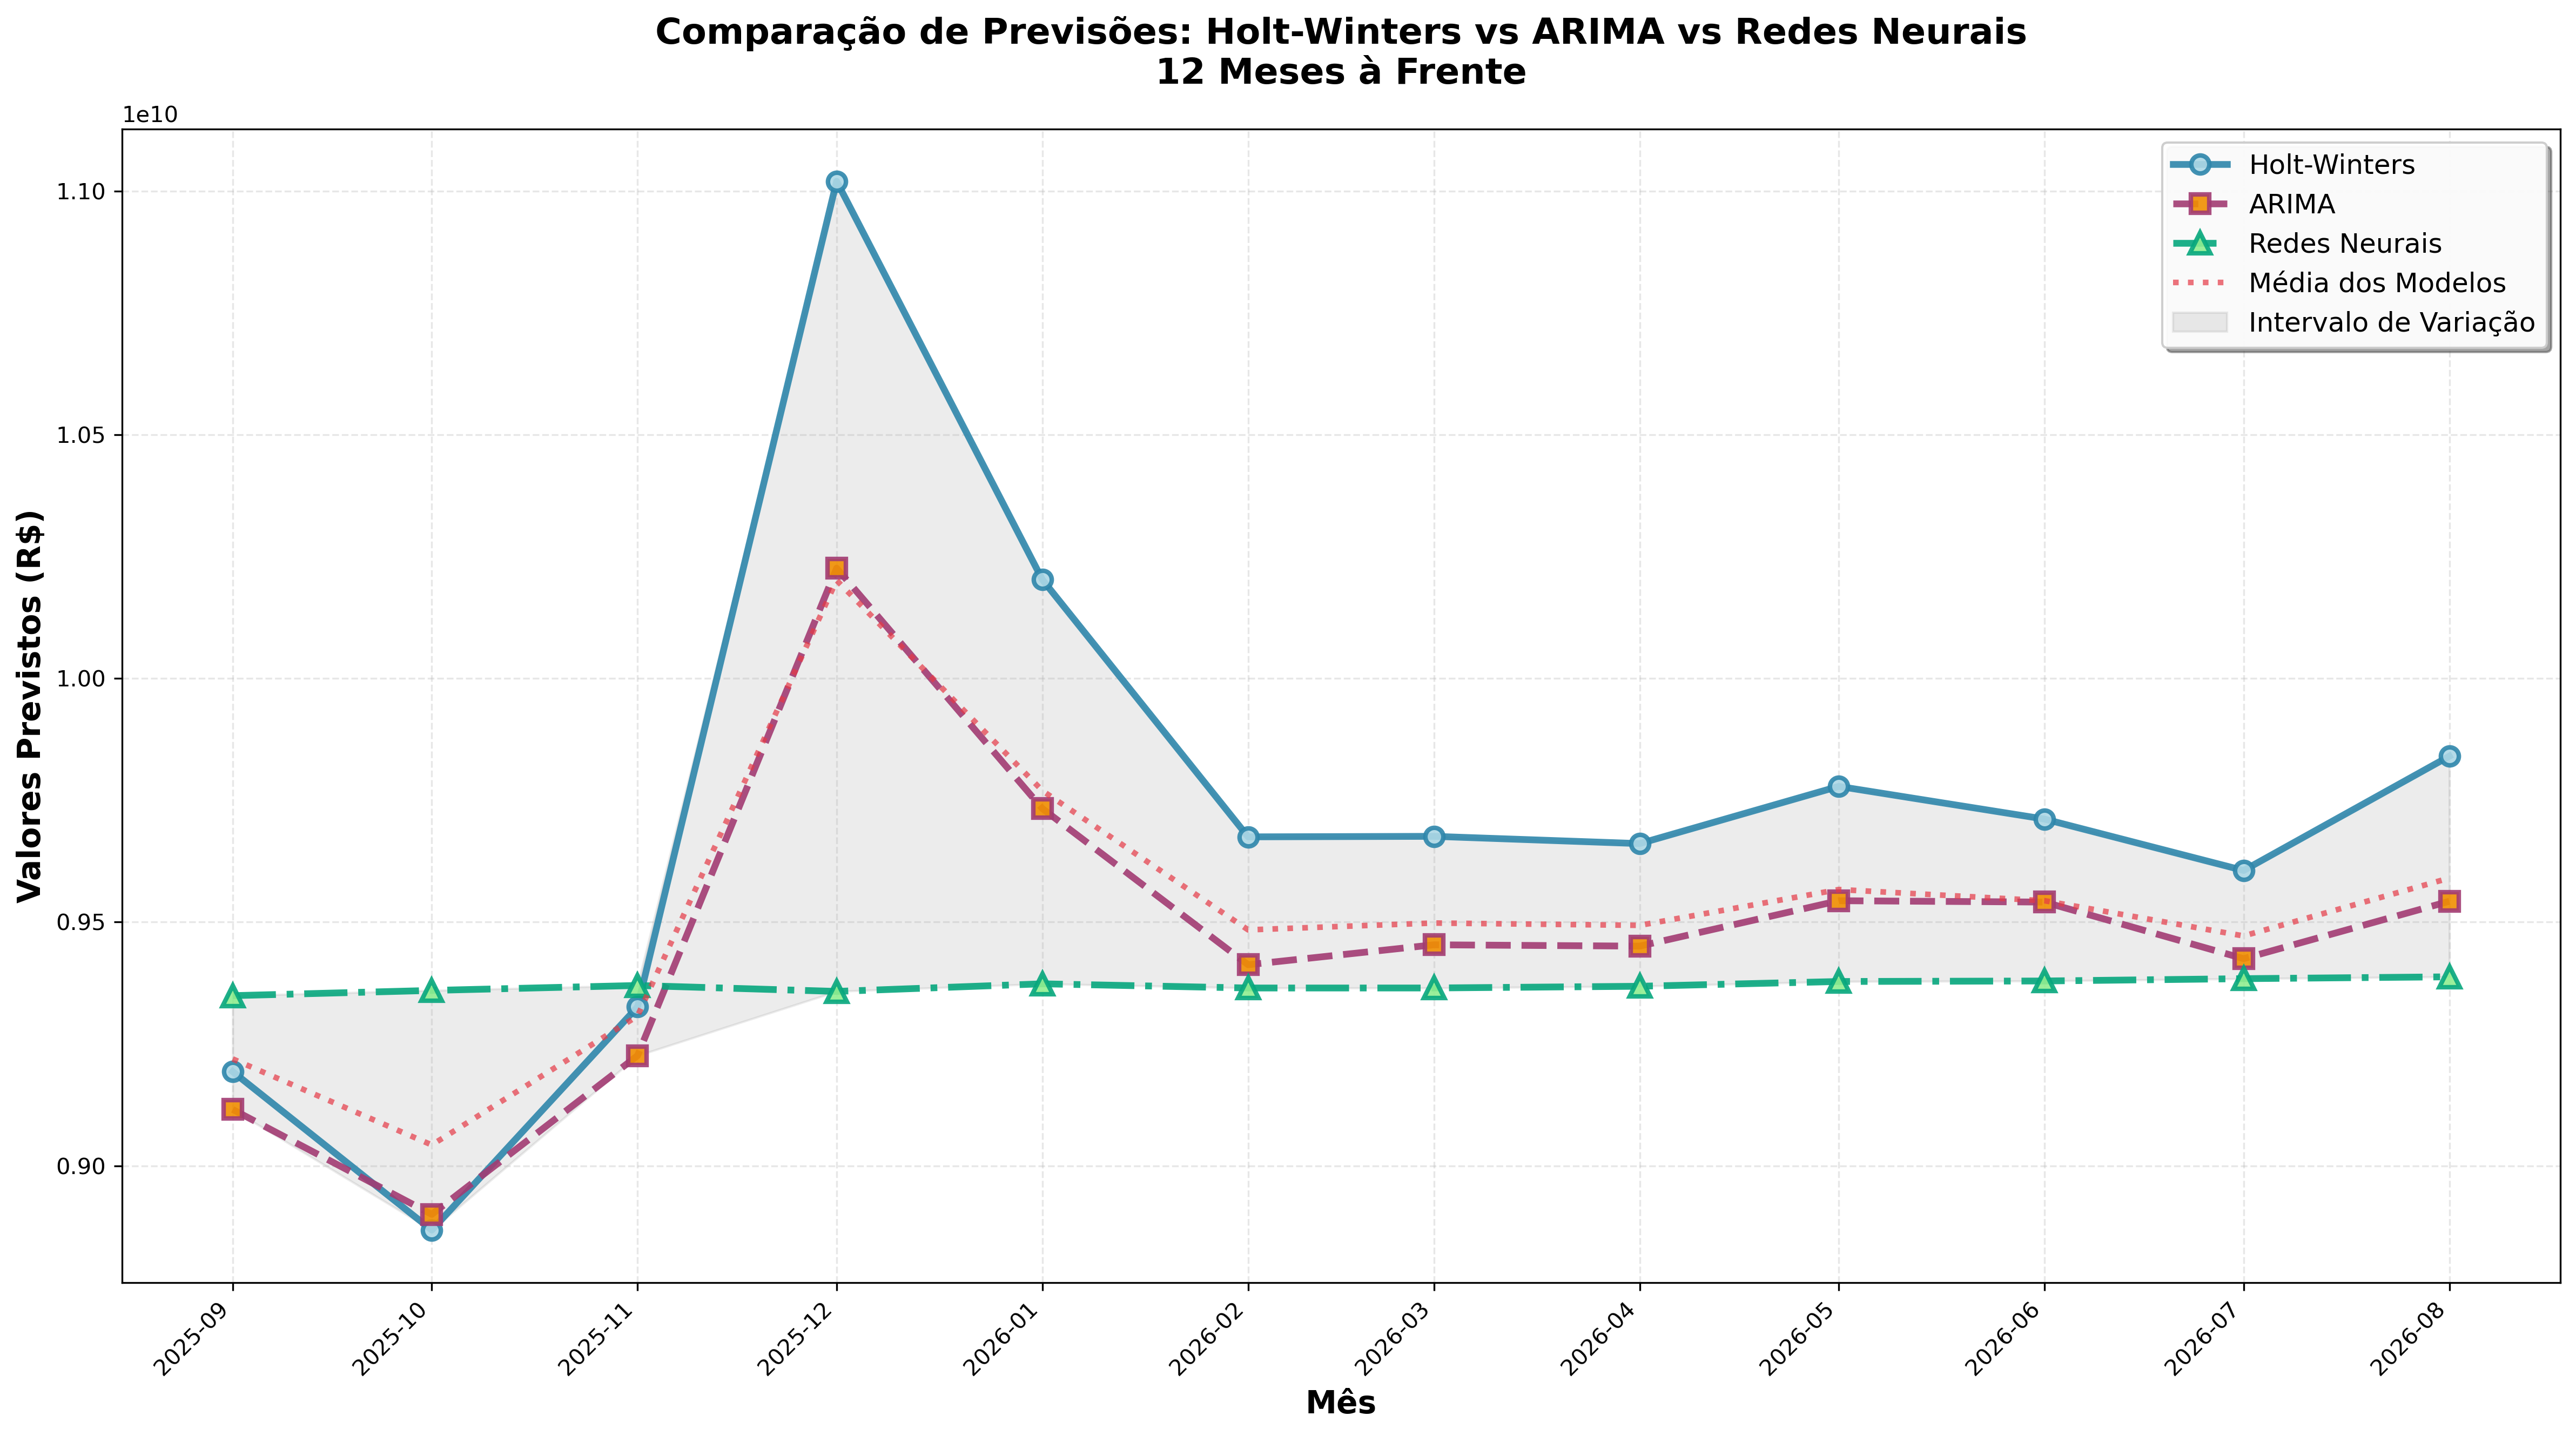 Comparação de Previsões: Holt-Winters vs ARIMA vs Redes Neurais
12 Meses à Frente
1e10
1.10
1.05
1.00
0.95
0.90
Valores Previstos (R$)
Holt-Winters
ARIMA
Redes Neurais
Média dos Modelos
Intervalo de Variação
2025-09
2025-10
2025-11
2025-12
2026-01
2026-02
2026-03
2026-04
2026-05
2026-06
2026-07
2026-08
Mês